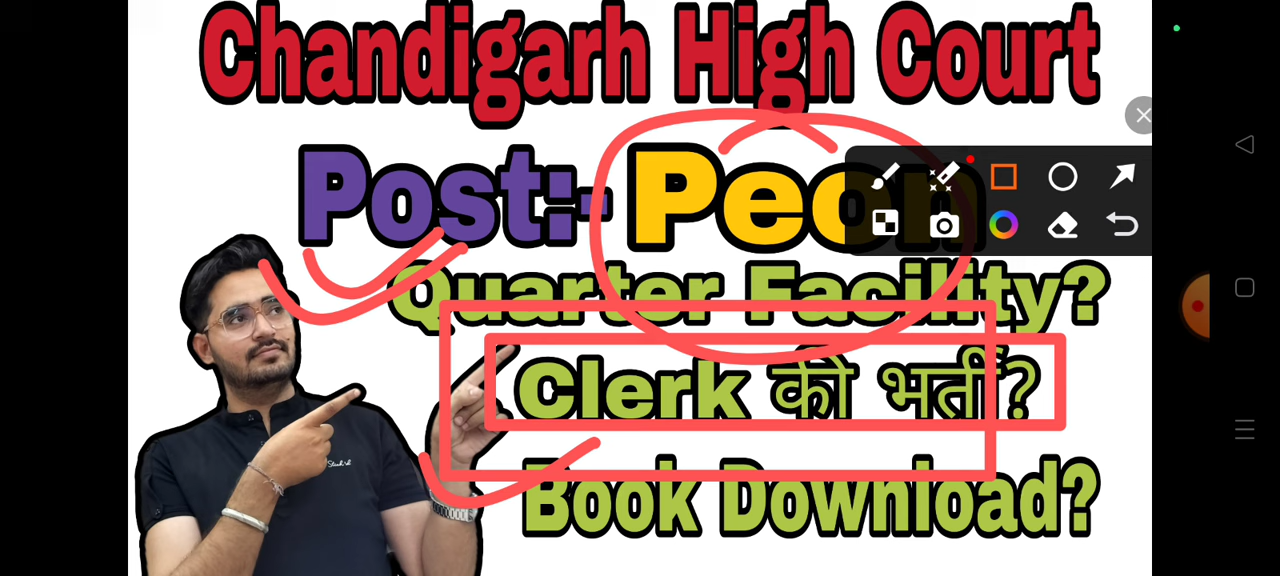 Chandigarh High Court
Post:- Peon
Quarter Facility?
Clerk की भर्ती?
Book Download?